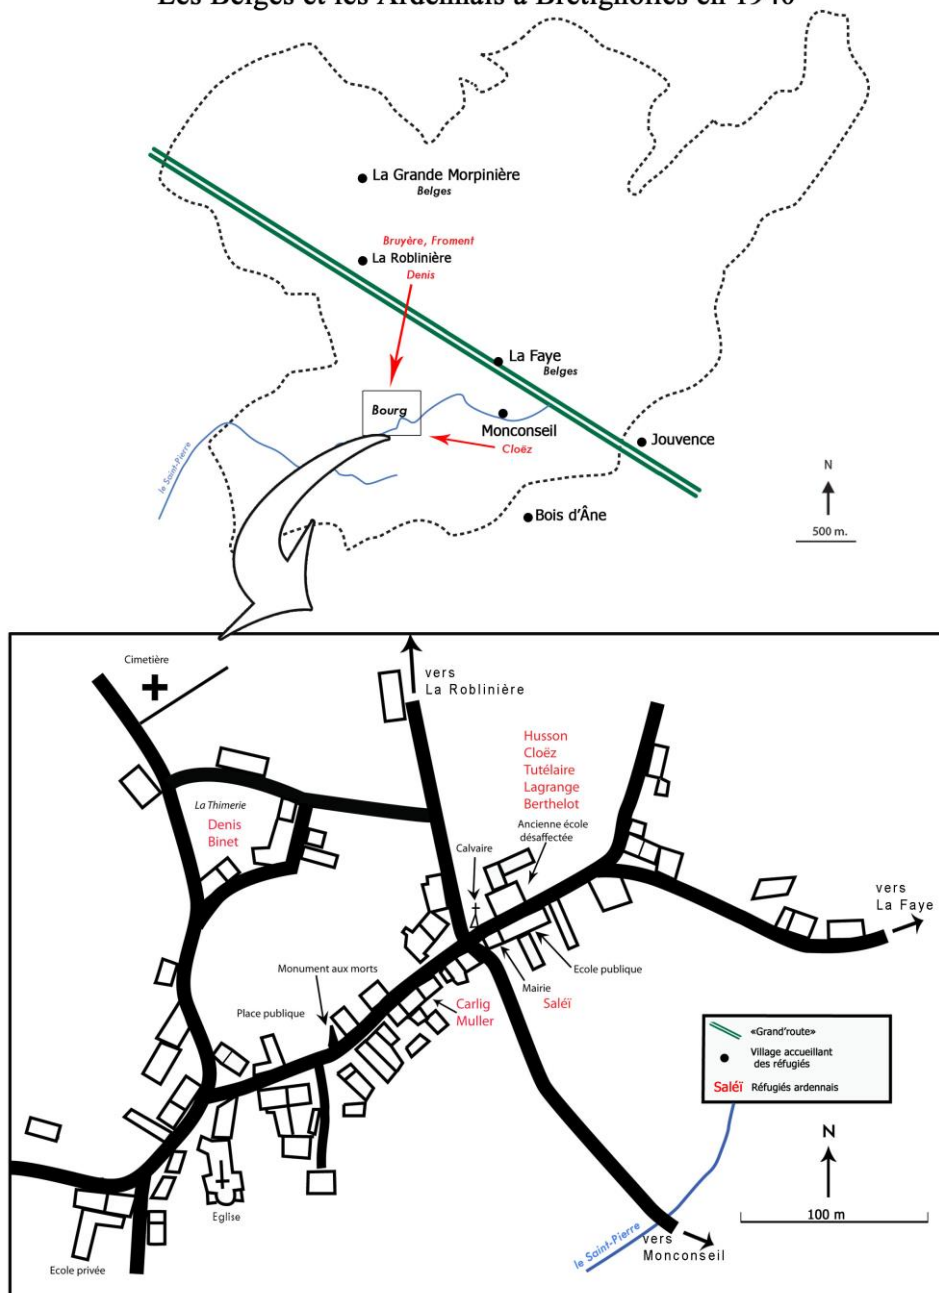 Les Belges et les Ardennais à Bretignolles en 1940
La Grande Morpinière
Belges
Bruyère, Froment
La Roblinière
Denis
La Faye
Belges
Bourg
Monconseil
Cloëz
Jouvence
le Saint-Pierre
Bois d'Âne
N
500 m.
Cimetière
vers
La Roblinière
Husson
Cloëz
Tutélaire
Lagrange
Berthelot
Ancienne école
désaffectée
La Thimerie
Denis
Binet
Calvaire
vers
La Faye
Monument aux morts
Ecole publique
Mairie
Place publique
Carlig
Muller
Saléï
«Grand'route»
Village accueillant
des réfugiés
Saléï Réfugiés ardennais
N
100 m
Eglise
le Saint-Pierre
vers
Monconseil
Ecole privée